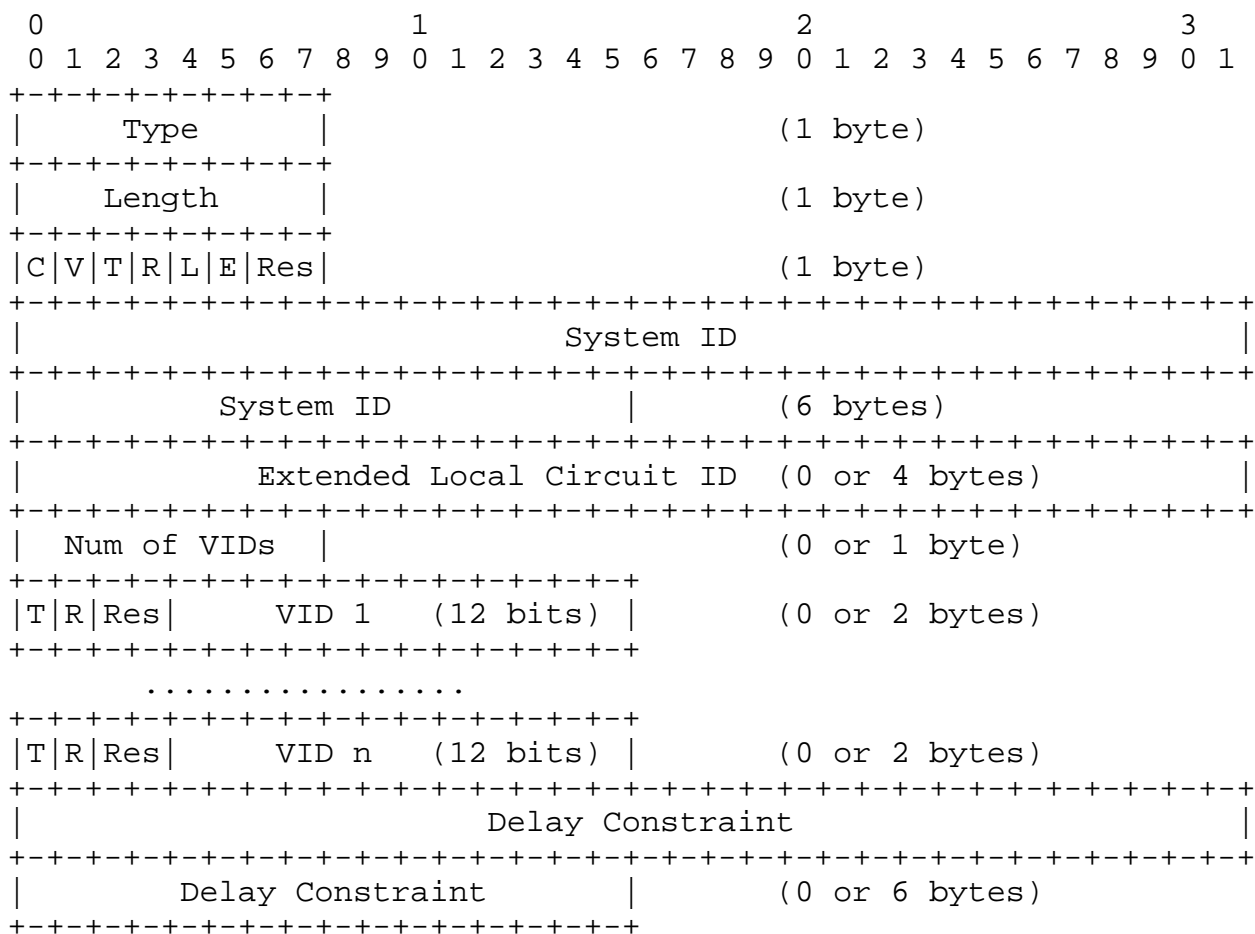 0                   1                   2                   3
 0 1 2 3 4 5 6 7 8 9 0 1 2 3 4 5 6 7 8 9 0 1 2 3 4 5 6 7 8 9 0 1
+-+-+-+-+-+-+-+-+
|     Type      |                       (1 byte)
+-+-+-+-+-+-+-+-+
|    Length     |                       (1 byte)
+-+-+-+-+-+-+-+-+
|C|V|T|R|L|E|Res|                       (1 byte)
+-+-+-+-+-+-+-+-+-+-+-+-+-+-+-+-+-+-+-+-+-+-+-+-+-+-+-+-+-+-+-+-+
|                            System ID                          |
+-+-+-+-+-+-+-+-+-+-+-+-+-+-+-+-+-+-+-+-+-+-+-+-+-+-+-+-+-+-+-+-+
|          System ID            |       (6 bytes)
+-+-+-+-+-+-+-+-+-+-+-+-+-+-+-+-+-+-+-+-+-+-+-+-+-+-+-+-+-+-+-+-+
|            Extended Local Circuit ID  (0 or 4 bytes)          |
+-+-+-+-+-+-+-+-+-+-+-+-+-+-+-+-+-+-+-+-+-+-+-+-+-+-+-+-+-+-+-+-+
|  Num of VIDs  |                       (0 or 1 byte)
+-+-+-+-+-+-+-+-+-+-+-+-+-+-+-+-+
|T|R|Res|     VID 1   (12 bits) |       (0 or 2 bytes)
+-+-+-+-+-+-+-+-+-+-+-+-+-+-+-+-+
       .................
+-+-+-+-+-+-+-+-+-+-+-+-+-+-+-+-+
|T|R|Res|     VID n   (12 bits) |       (0 or 2 bytes)
+-+-+-+-+-+-+-+-+-+-+-+-+-+-+-+-+-+-+-+-+-+-+-+-+-+-+-+-+-+-+-+-+
|                        Delay Constraint                       |
+-+-+-+-+-+-+-+-+-+-+-+-+-+-+-+-+-+-+-+-+-+-+-+-+-+-+-+-+-+-+-+-+
|        Delay Constraint       |       (0 or 6 bytes)
+-+-+-+-+-+-+-+-+-+-+-+-+-+-+-+-+